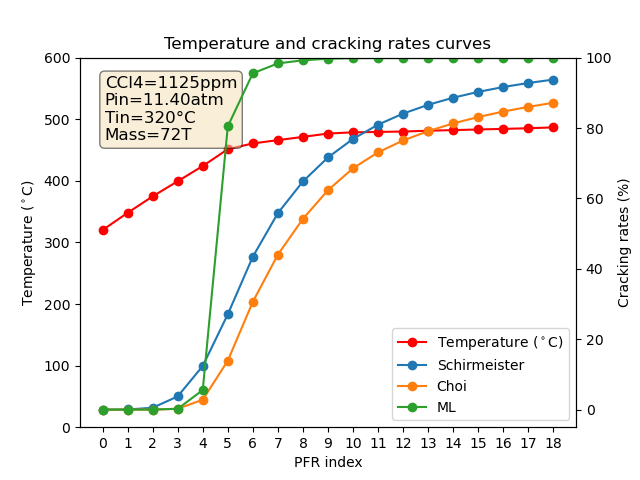 Temperature and cracking rates curves
CCl4=1125ppm
Pin=11.40atm
Tin=320°C
Mass=72T
600
500
400
300
200
100
0
Temperature (°C)
100
80
60
40
20
0
Cracking rates (%)
Temperature (°C)
Schirmeister
Choi
ML
0 1 2 3 4 5 6 7 8 9 10 11 12 13 14 15 16 17 18
PFR index